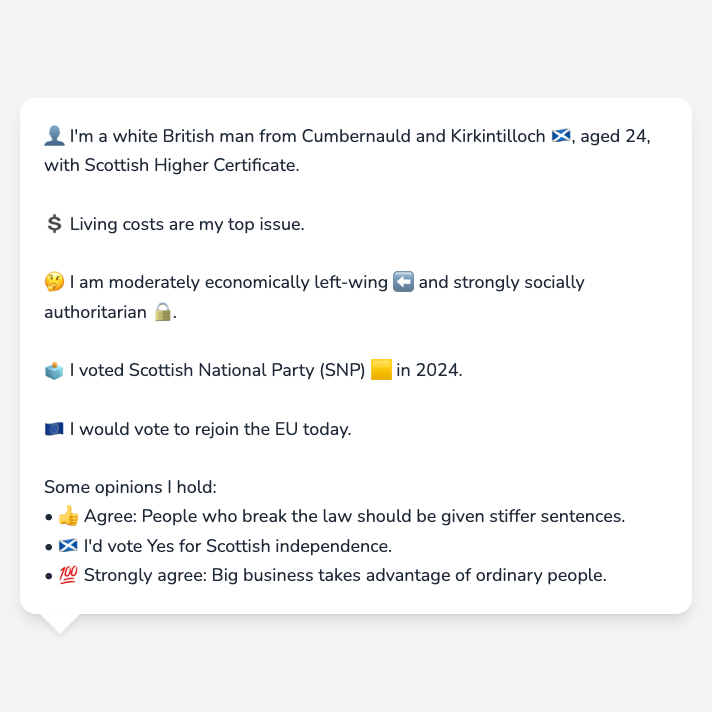 👤 I'm a white British man from Cumbernauld and Kirkintilloch 🏴󠁧󠁢󠁳󠁣󠁴󠁿, aged 24,
with Scottish Higher Certificate.
💲 Living costs are my top issue.
🤔 I am moderately economically left-wing ⬅️ and strongly socially
authoritarian 🔒.
🗳️ I voted Scottish National Party (SNP) 🟨 in 2024.
🇪🇺 I would vote to rejoin the EU today.
Some opinions I hold:
• 👍 Agree: People who break the law should be given stiffer sentences.
• 🏴󠁧󠁢󠁳󠁣󠁴󠁿 I'd vote Yes for Scottish independence.
• 💯 Strongly agree: Big business takes advantage of ordinary people.